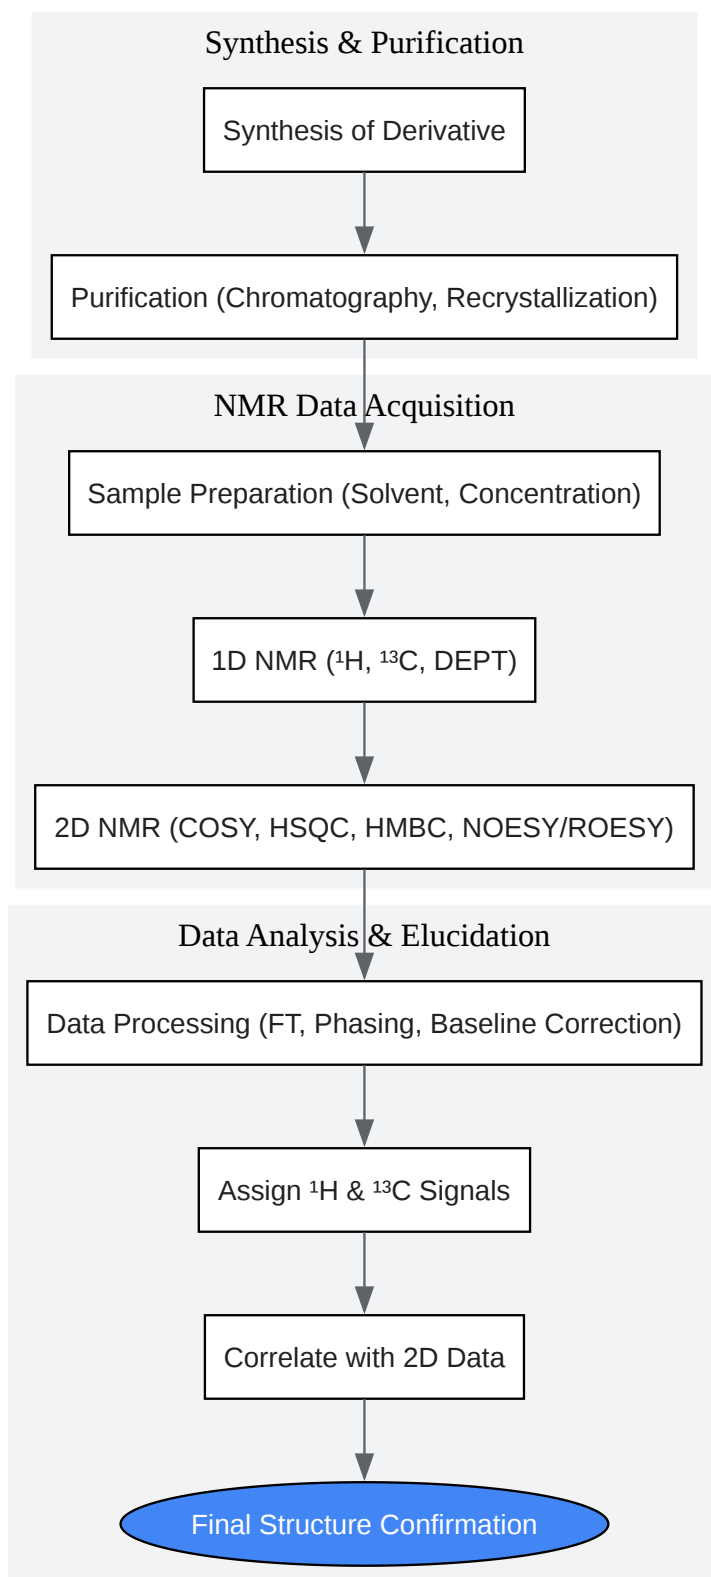 Synthesis & Purification
Synthesis of Derivative
Purification (Chromatography, Recrystallization)
NMR Data Acquisition
Sample Preparation (Solvent, Concentration)
1D NMR (¹H, ¹³C, DEPT)
2D NMR (COSY, HSQC, HMBC, NOESY/ROESY)
Data Analysis & Elucidation
Data Processing (FT, Phasing, Baseline Correction)
Assign ¹H & ¹³C Signals
Correlate with 2D Data
Final Structure Confirmation